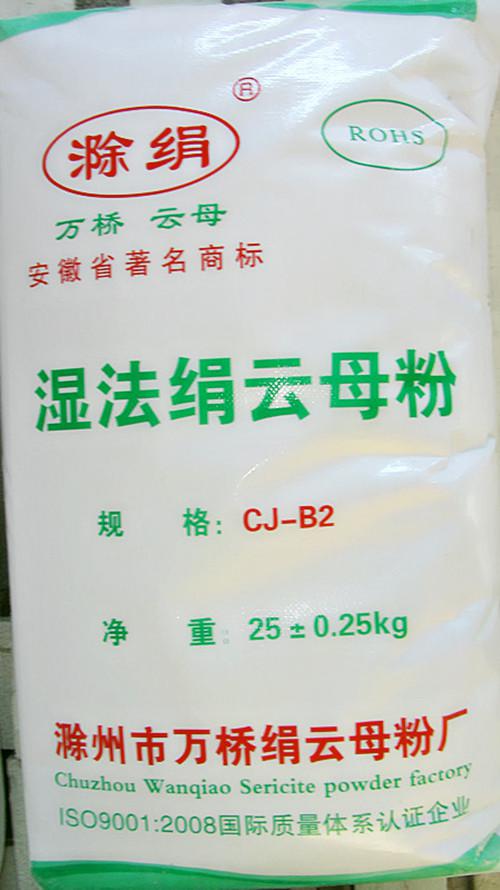 ®
滁绢
ROHS
万桥 云母
安徽省著名商标
湿法绢云母粉
规 格：CJ-B2
净 重：25±0.25kg
滁州市万桥绢云母粉厂
Chuzhou Wanqiao Sericite powder factory
ISO9001:2008国际质量体系认证企业